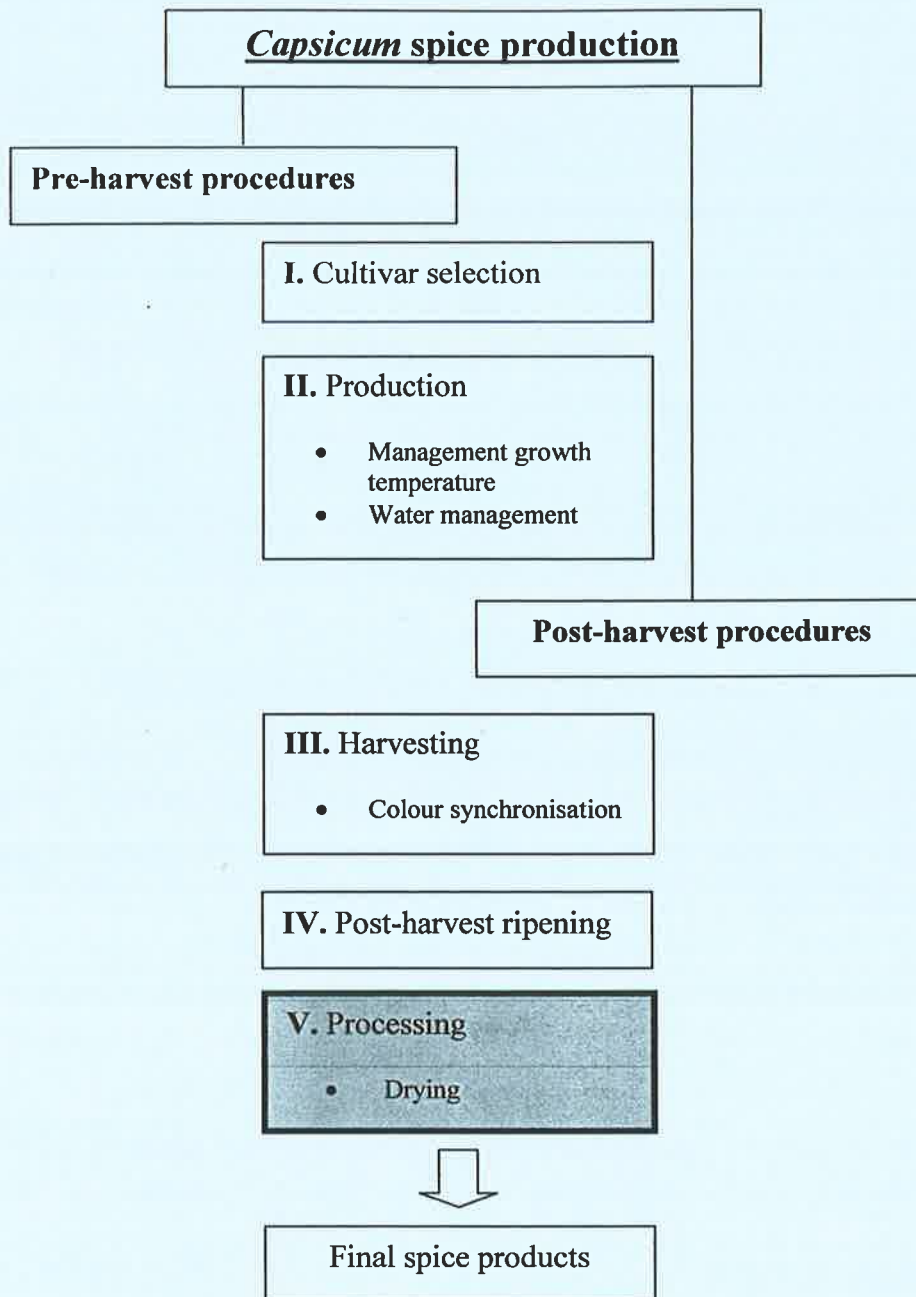 Capsicum spice production
Pre-harvest procedures
I. Cultivar selection
II. Production
• Management growth
temperature
• Water management
Post-harvest procedures
III. Harvesting
• Colour synchronisation
IV. Post-harvest ripening
V. Processing
• Drying
Final spice products